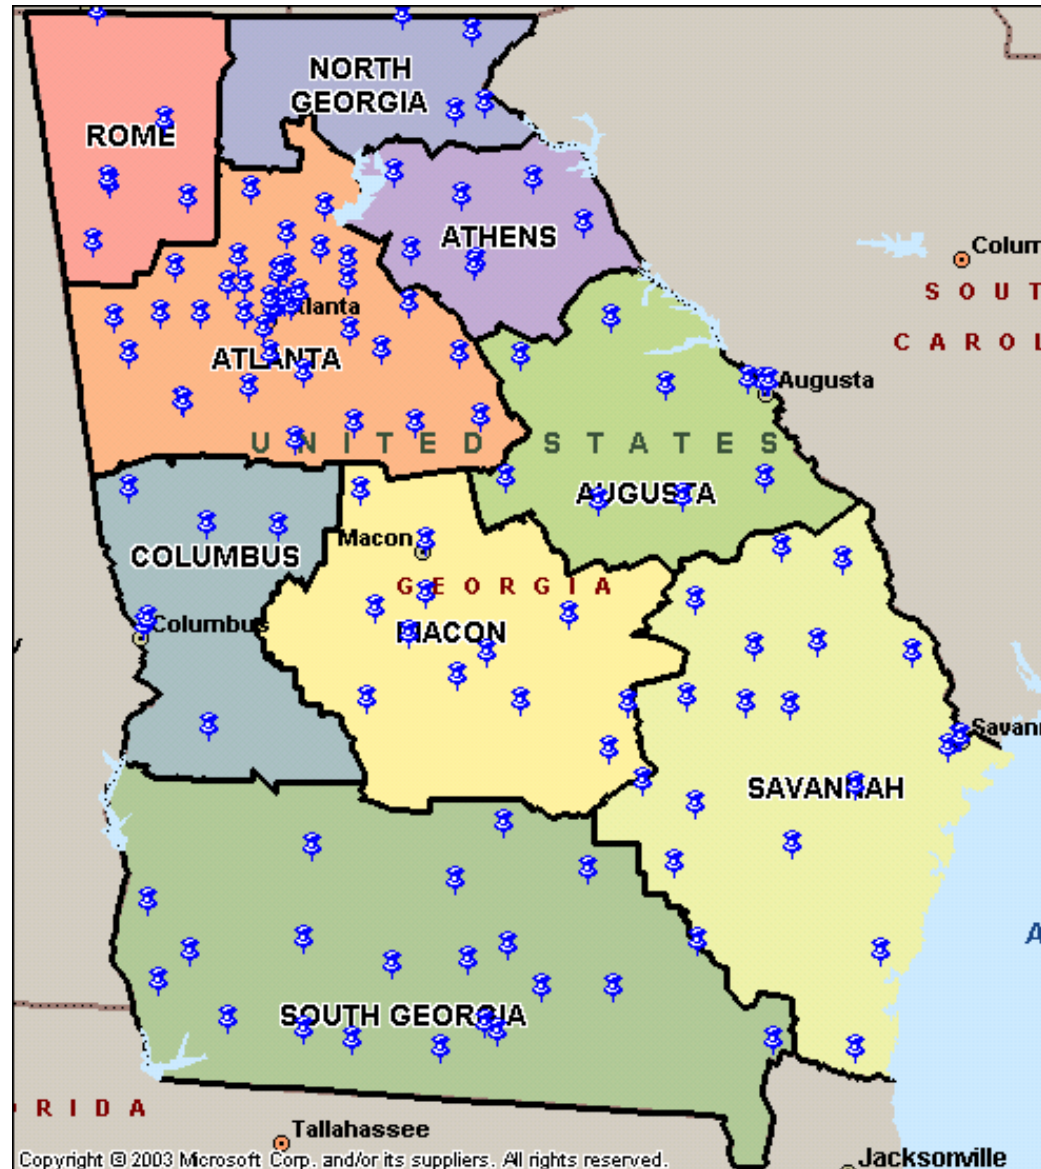 NORTH
GEORGIA
ROME
ATHENS
Colum
SOUT
CAROL
Atlanta
ATLANTA
Augusta
UNITED STATES
AUGUSTA
Macon
COLUMBUS
GEORGIA
Columbus
MACON
Savann
SAVANNAH
A
SOUTH GEORGIA
RIDA
Tallahassee
Jacksonville
Copyright © 2003 Microsoft Corp. and/or its suppliers. All rights reserved.